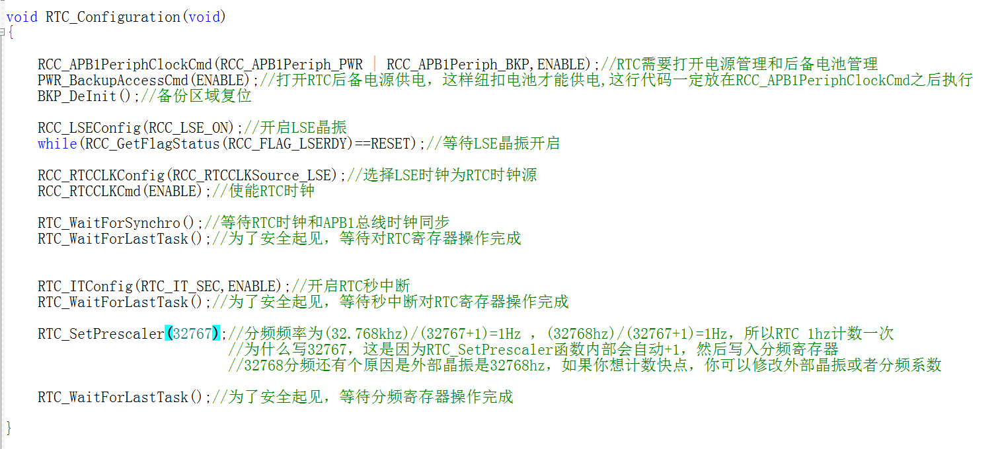 void RTC_Configuration(void)
{
RCC_APB1PeriphClockCmd(RCC_APB1Periph_PWR | RCC_APB1Periph_BKP,ENABLE);//RTC需要打开电源管理和后备电池管理
PWR_BackupAccessCmd(ENABLE);//打开RTC后备电源供电，这样纽扣电池才能供电,这行代码一定放在RCC_APB1PeriphClockCmd之后执行
BKP_DeInit();//备份区域复位
RCC_LSEConfig(RCC_LSE_ON);//开启LSE晶振
while(RCC_GetFlagStatus(RCC_FLAG_LSERDY)==RESET);//等待LSE晶振开启
RCC_RTCCLKConfig(RCC_RTCCLKSource_LSE);//选择LSE时钟为RTC时钟源
RCC_RTCCLKCmd(ENABLE);//使能RTC时钟
RTC_WaitForSynchro();//等待RTC时钟和APB1总线时钟同步
RTC_WaitForLastTask();//为了安全起见，等待对RTC寄存器操作完成
RTC_ITConfig(RTC_IT_SEC,ENABLE);//开启RTC秒中断
RTC_WaitForLastTask();//为了安全起见，等待秒中断对RTC寄存器操作完成
RTC_SetPrescaler(32767);//分频频率为(32.768khz)/(32767+1)=1Hz ，(32768hz)/(32767+1)=1Hz，所以RTC 1hz计数一次
//为什么写32767，这是因为RTC_SetPrescaler函数内部会自动+1，然后写入分频寄存器
//32768分频还有个原因是外部晶振是32768hz，如果你想计数快点，你可以修改外部晶振或者分频系数
RTC_WaitForLastTask();//为了安全起见，等待分频寄存器操作完成
}